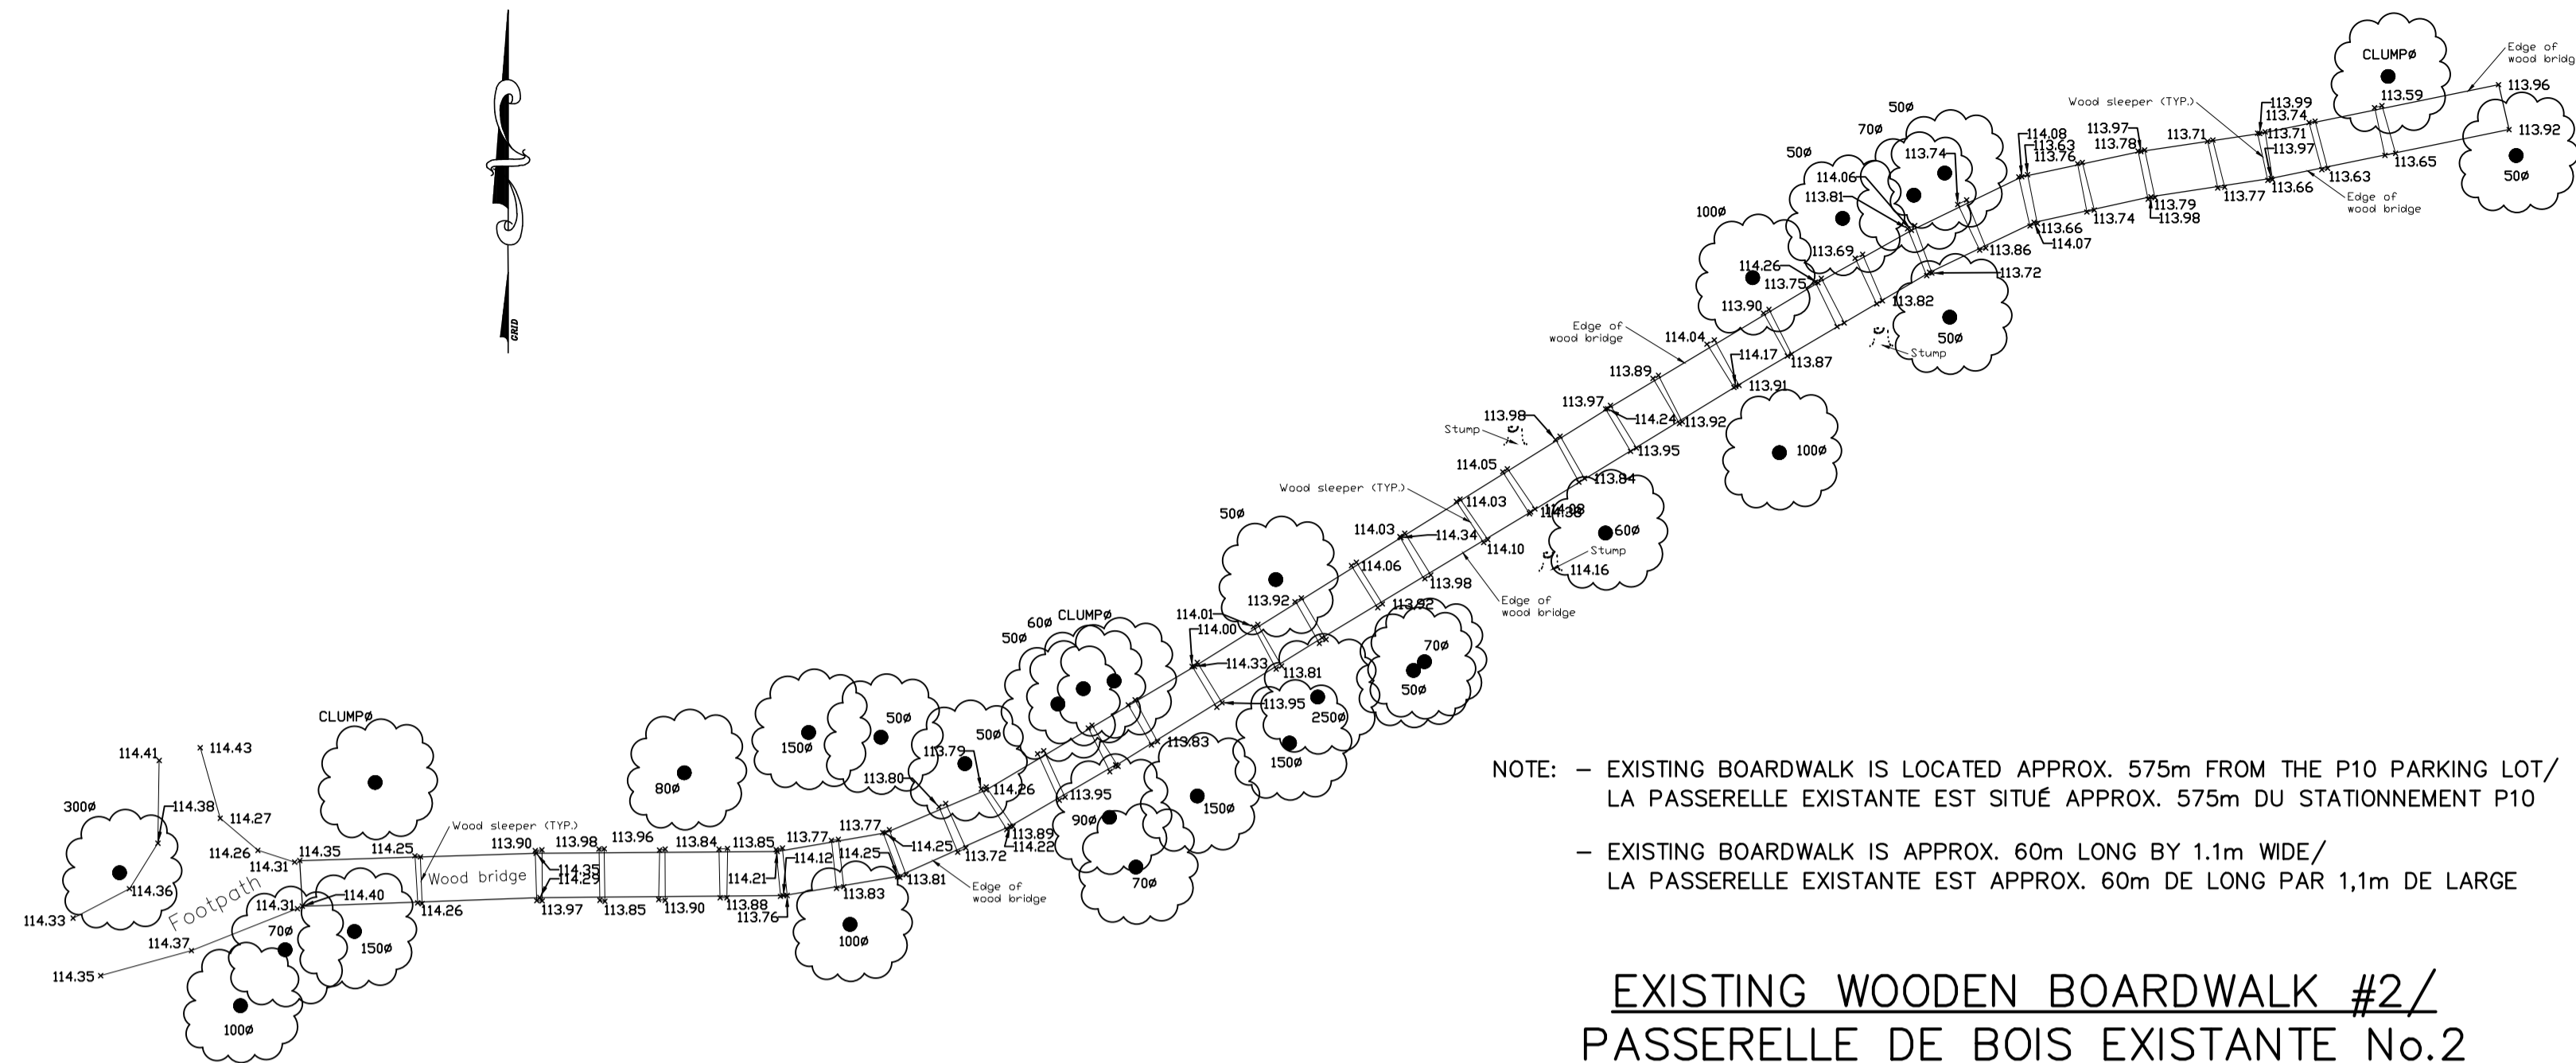 CLUMPØ
Edge of
wood bridg
113.96
113.59
50Ø
Wood sleeper (TYP.)
113.99
113.74
113.92
70Ø
113.97
113.71
113.71
114.08
113.63
113.78
113.97
50Ø
113.74
113.76
113.65
114.06
113.63
50Ø
113.66
113.77
113.81
113.79
Edge of
wood bridge
100Ø
113.74
113.98
113.66
114.07
113.69
113.86
114.26
113.72
113.75
113.90
113.82
GRID
Edge of
wood bridge
114.04
50Ø
Stump
114.17
113.87
113.89
113.91
113.97
113.98
114.24
113.92
Stump
113.95
100Ø
114.05
113.84
Wood sleeper (TYP.)
114.03
50Ø
114.03
114.08
60Ø
114.34
114.10
Stump
114.06
114.16
113.98
113.92
113.92
Edge of
wood bridge
CLUMPØ
60Ø
50Ø
114.01
114.00
70Ø
114.33
113.81
50Ø
113.95
250Ø
CLUMPØ
50Ø
50Ø
113.83
150Ø
114.43
114.41
113.79
150Ø
NOTE: – EXISTING BOARDWALK IS LOCATED APPROX. 575m FROM THE P10 PARKING LOT/
LA PASSERELLE EXISTANTE EST SITUÉ APPROX. 575m DU STATIONNEMENT P10
113.80
114.26
113.95
80Ø
300Ø
114.38
150Ø
114.27
90Ø
Wood sleeper (TYP.)
113.77
113.89
113.90
113.98
113.96
113.84
113.85
113.77
114.22
114.26
114.35
114.25
114.25
113.72
114.31
114.12
114.25
– EXISTING BOARDWALK IS APPROX. 60m LONG BY 1.1m WIDE/
LA PASSERELLE EXISTANTE EST APPROX. 60m DE LONG PAR 1,1m DE LARGE
114.35
Wood bridge
114.29
114.21
113.81
70Ø
114.36
Footpath
114.40
113.83
Edge of
wood bridge
114.31
114.26
113.97
113.85
113.90
113.88
113.76
114.33
70Ø
114.37
150Ø
100Ø
114.35
100Ø
EXISTING WOODEN BOARDWALK #2/
PASSERELLE DE BOIS EXISTANTE No.2